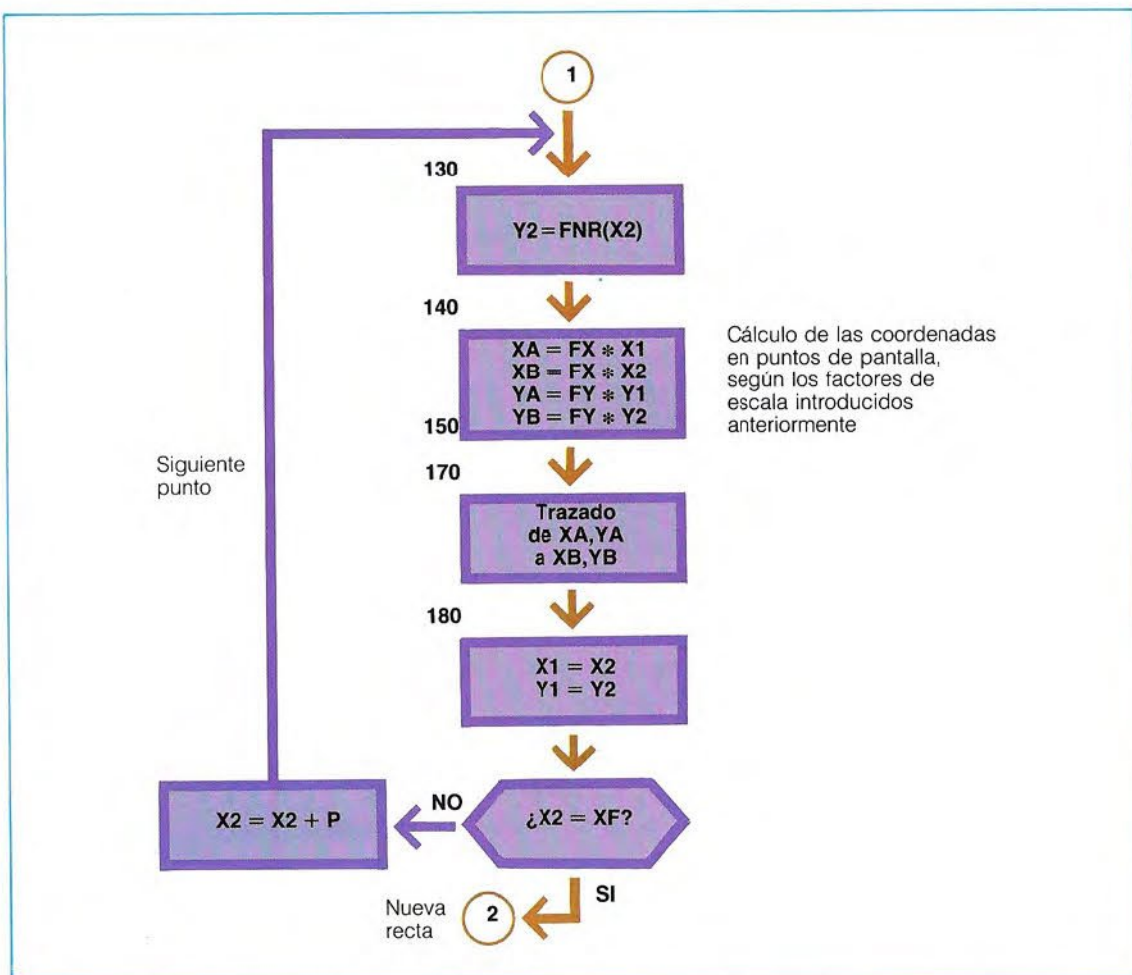 1
130
Y2=FNR(X2)
140
XA = FX * X1
XB = FX * X2
YA = FY * Y1
YB = FY * Y2
150
Cálculo de las coordenadas
en puntos de pantalla,
según los factores de
escala introducidos
anteriormente
Siguiente
punto
170
Trazado
de XA,YA
a XB,YB
180
X1 = X2
Y1 = Y2
¿X2 = XF?
NO
X2 = X2 + P
SI
2
Nueva
recta